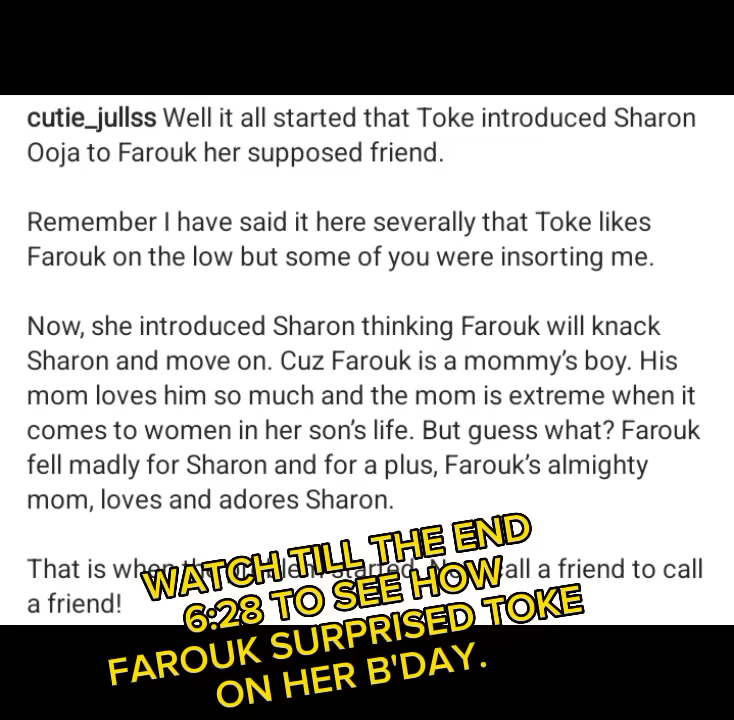 cutie_jullss Well it all started that Toke introduced Sharon
Ooja to Farouk her supposed friend.
Remember I have said it here severally that Toke likes
Farouk on the low but some of you were insorting me.
Now, she introduced Sharon thinking Farouk will knack
Sharon and move on. Cuz Farouk is a mommy's boy. His
mom loves him so much and the mom is extreme when it
comes to women in her son's life. But guess what? Farouk
fell madly for Sharon and for a plus, Farouk's almighty
mom, loves and adores Sharon.
That is when started. call a friend to call
a friend!
WATCH TILL THE END
6:28 TO SEE HOW
FAROUK SURPRISED TOKE
ON HER B'DAY.